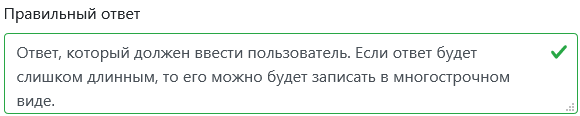 Правильный ответ
Ответ, который должен ввести пользователь. Если ответ будет
слишком длинным, то его можно будет записать в многострочном
виде.